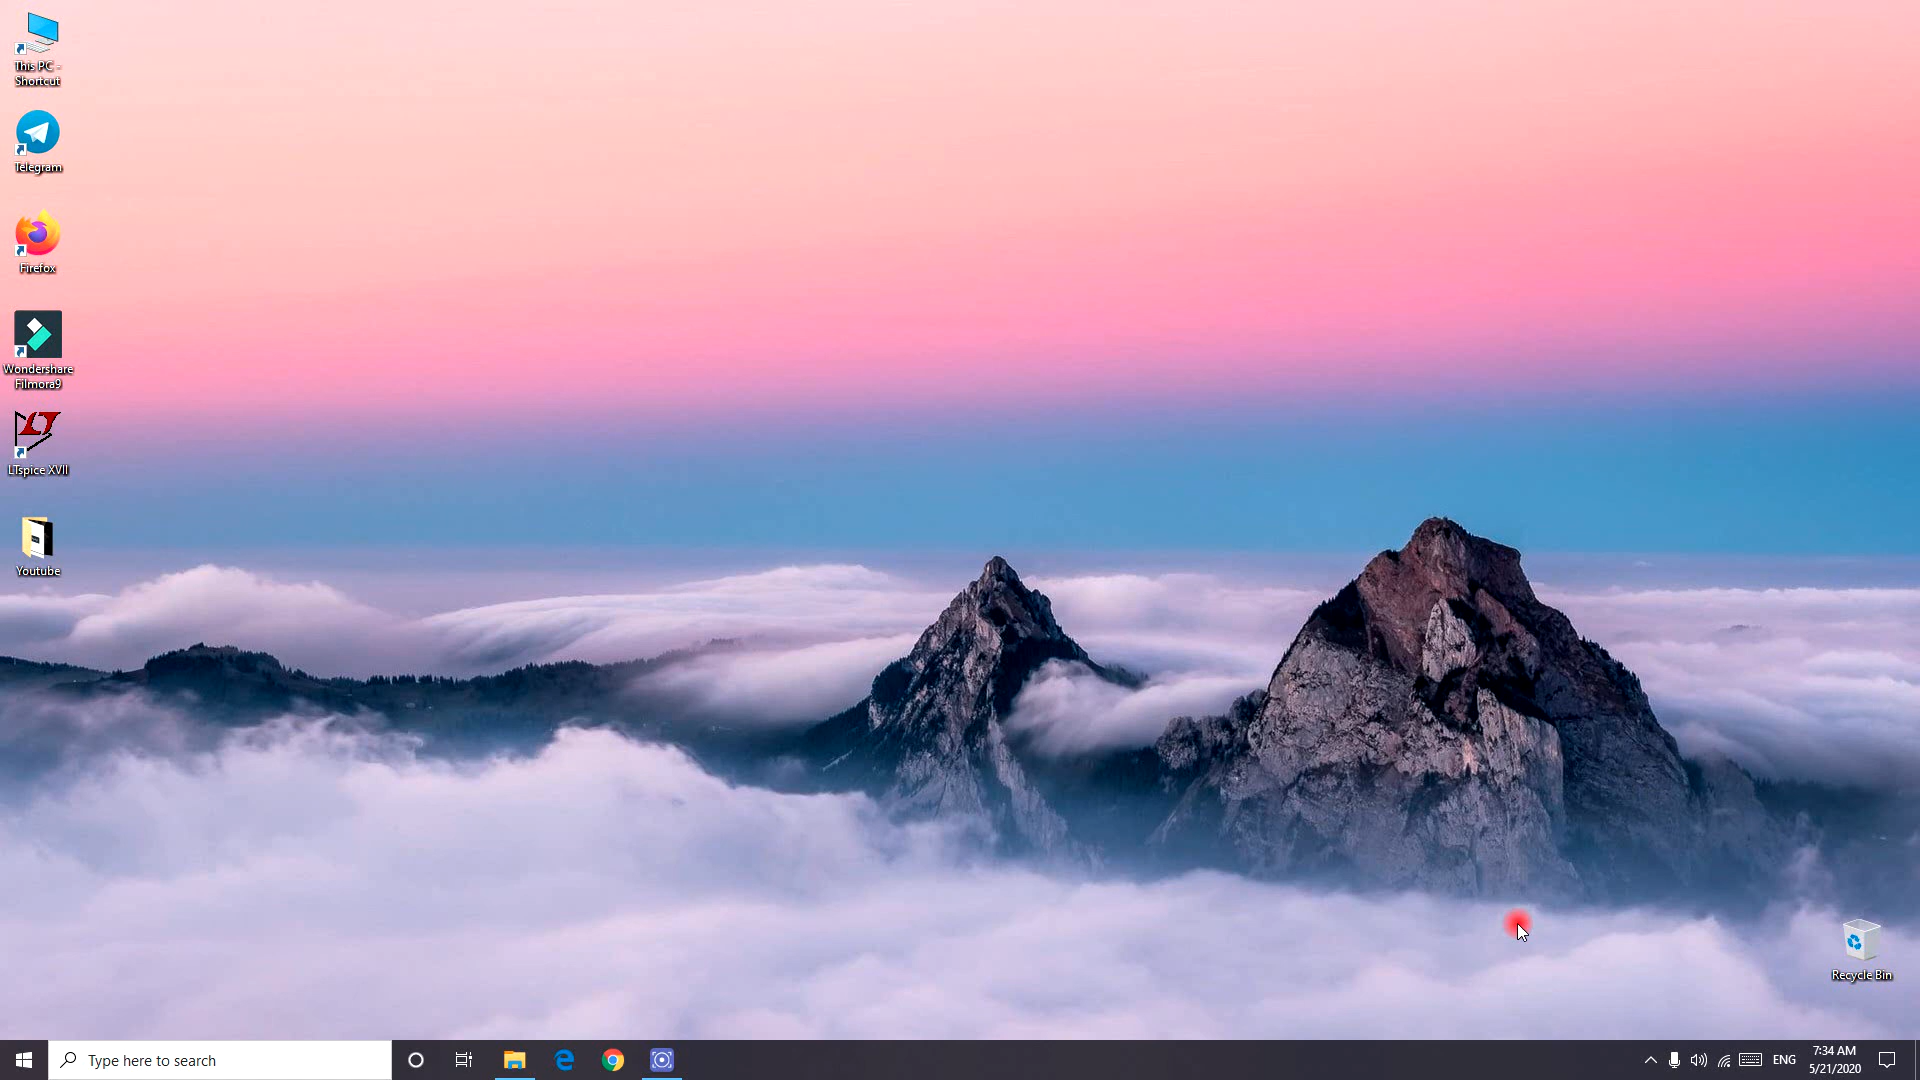 This PC -
Shortcut
Telegram
Firefox
Wondershare
Filmora9
LTspice XVII
Youtube
Recycle Bin
Type here to search
ENG
7:34 AM
5/21/2020